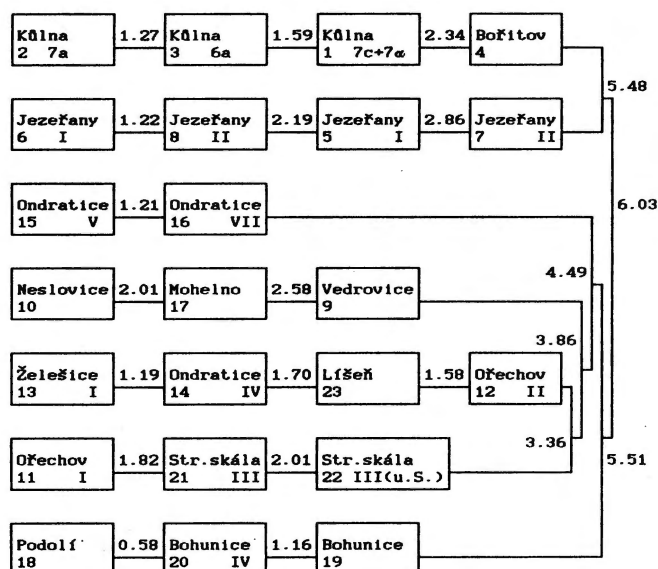 Kůlna 1.27 Kůlna 1.59 Kůlna 2.34 Bořitov
2 7a 3 6a 1 7c+7α 4
5.48
Jezeřany 1.22 Jezeřany 2.19 Jezeřany 2.86 Jezeřany
6 I 8 II 5 I 7 II
Ondratice 1.21 Ondratice
15 V 16 VII
6.03
4.49
Neslovice 2.01 Mohelno 2.58 Vedrovice
10 17 9
3.86
Želešice 1.19 Ondratice 1.70 Líšeň 1.58 Ořechov
13 I 14 IV 23 12 II
3.36
Ořechov 1.82 Str.skála 2.01 Str.skála 5.51
11 I 21 III 22 III(u.S.)
Podolí 0.58 Bohunice 1.16 Bohunice
18 20 IV 19